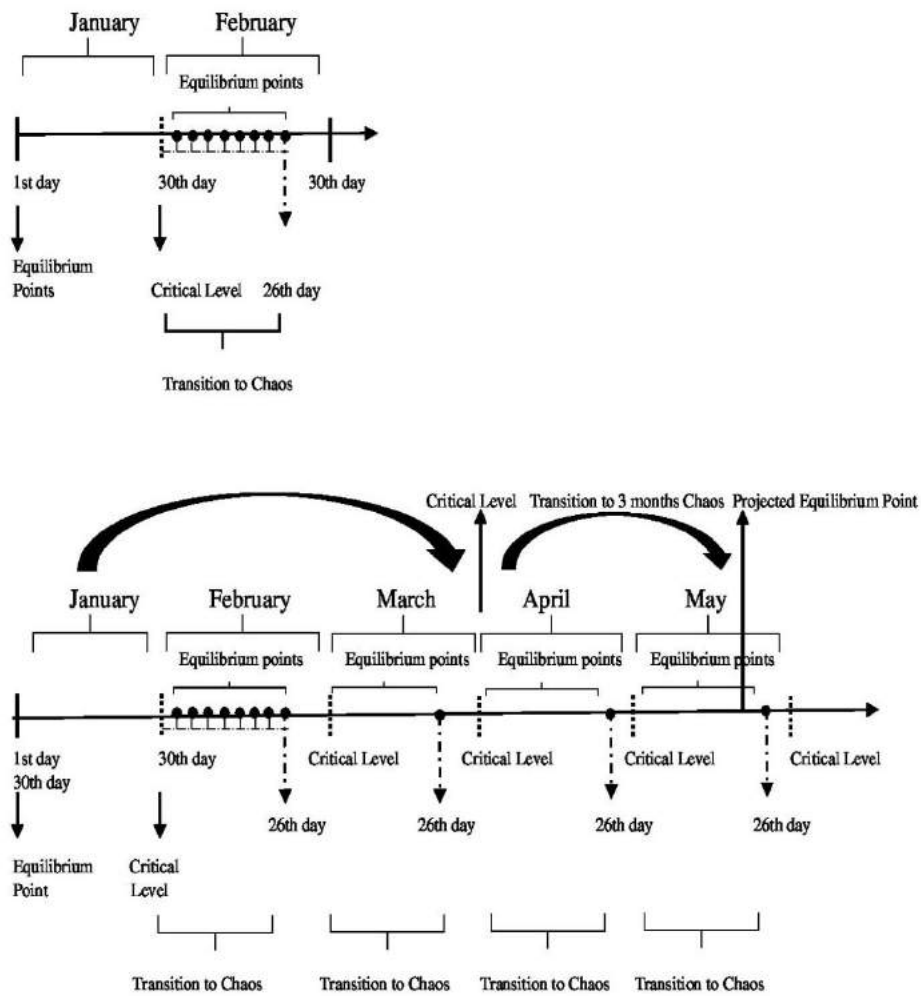 January February
Equilibrium points
1st day 30th day 30th day
Equilibrium
Points
Critical Level 26th day
Transition to Chaos
Critical Level Transition to 3 months Chaos Projected Equilibrium Point
January February March April May
Equilibrium points Equilibrium points Equilibrium points Equilibrium points
1st day 30th day Critical Level Critical Level Critical Level Critical Level
30th day
26th day 26th day 26th day 26th day
Equilibrium Critical
Point Level
Transition to Chaos Transition to Chaos Transition to Chaos Transition to Chaos